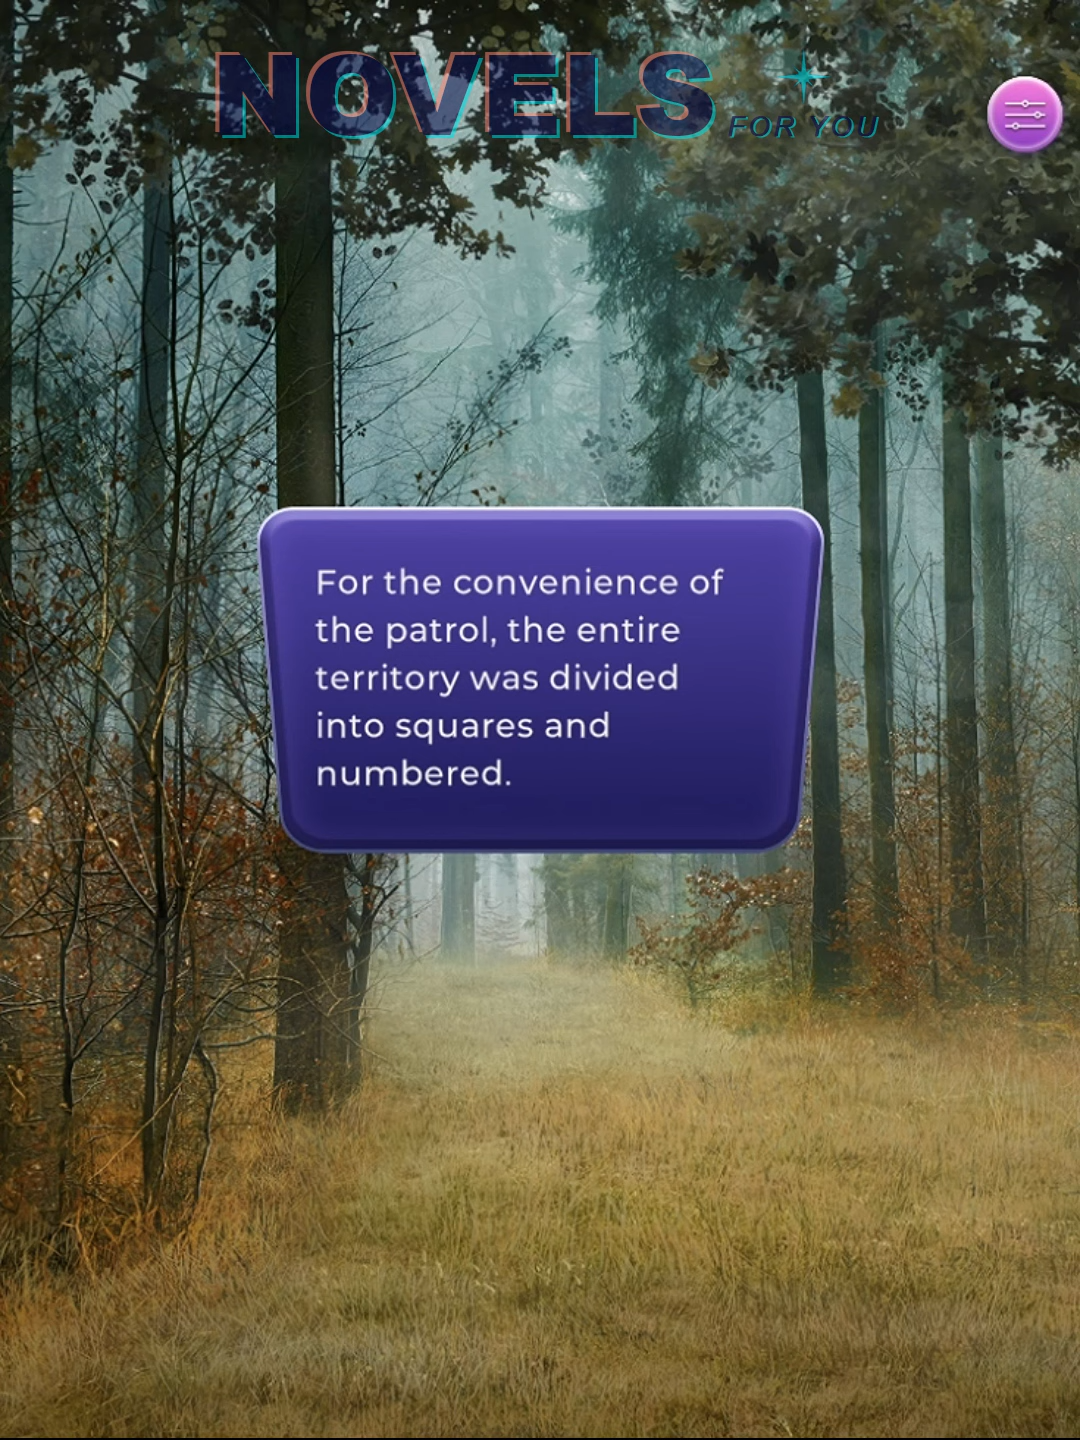 NOVELS
FOR YOU
For the convenience of
the patrol, the entire
territory was divided
into squares and
numbered.